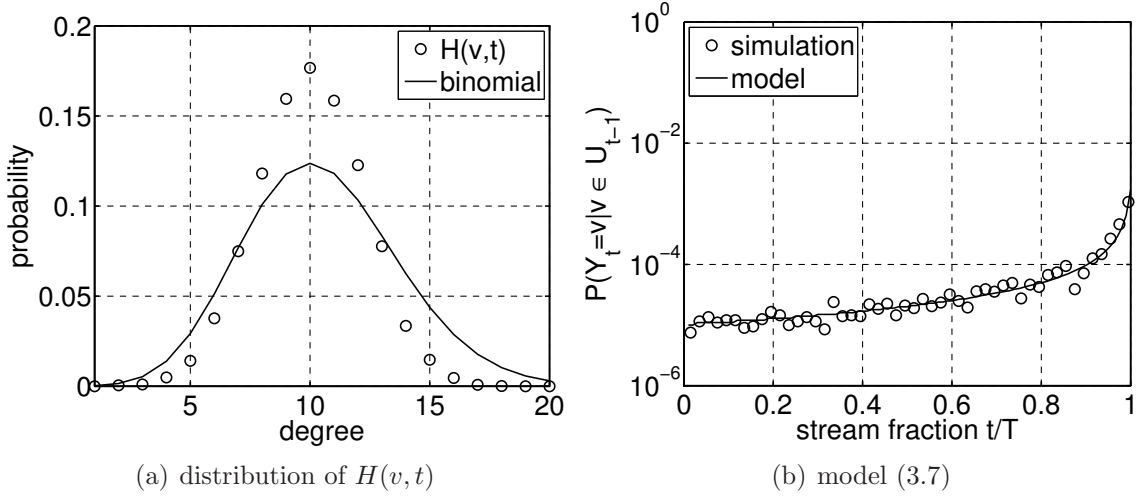 0.2
0.15
0.1
0.05
0
probability
H(v,t)
binomial
5
10
15
20
degree
(a) distribution of H(v, t)
10^0
10^-2
10^-4
10^-6
P(Y_t=v|v ∈ U_{t-1})
simulation
model
0
0.2
0.4
0.6
0.8
1
stream fraction t/T
(b) model (3.7)